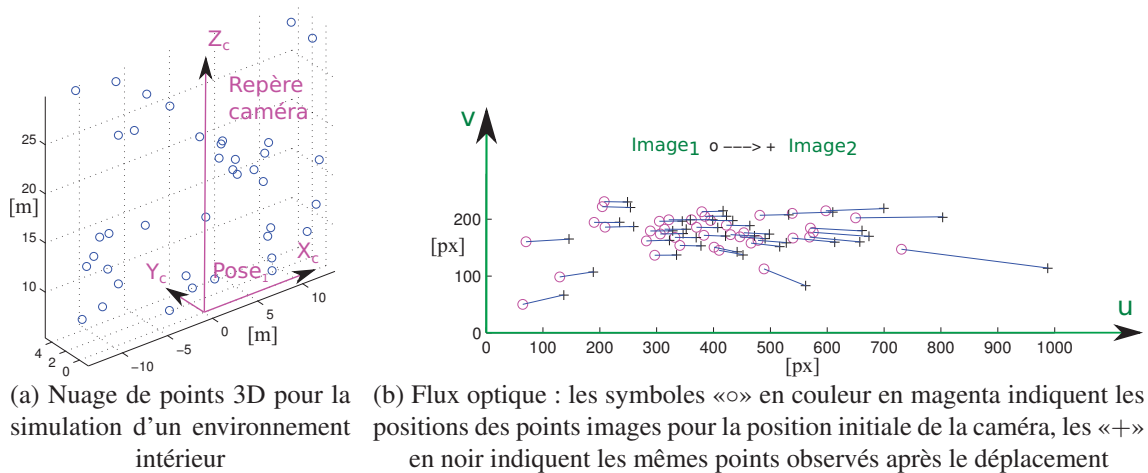 Z_c
Repère
caméra
25
20
[m]
15
10
Y_c
Pose_1
X_c
10
5
0
[m]
-5
-10
4
2
0
v
Image_1 o ---> + Image_2
200
[px]
100
0
u
0 100 200 300 400 500 600 700 800 900 1000
[px]
(a) Nuage de points 3D pour la
simulation d'un environnement
intérieur
(b) Flux optique : les symboles «○» en couleur en magenta indiquent les
positions des points images pour la position initiale de la caméra, les «+»
en noir indiquent les mêmes points observés après le déplacement